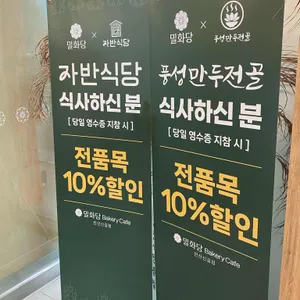 밀화당 × 자반식당
자반식당
식사하신 분
[ 당일 영수증 지참 시 ]
전품목
10%할인
밀화당 Bakery Cafe
밀화당 × 풍성만두전골
풍성만두전골
식사하신 분
[ 당일 영수증 지참 시 ]
전품목
10%할인
밀화당 Bakery Cafe